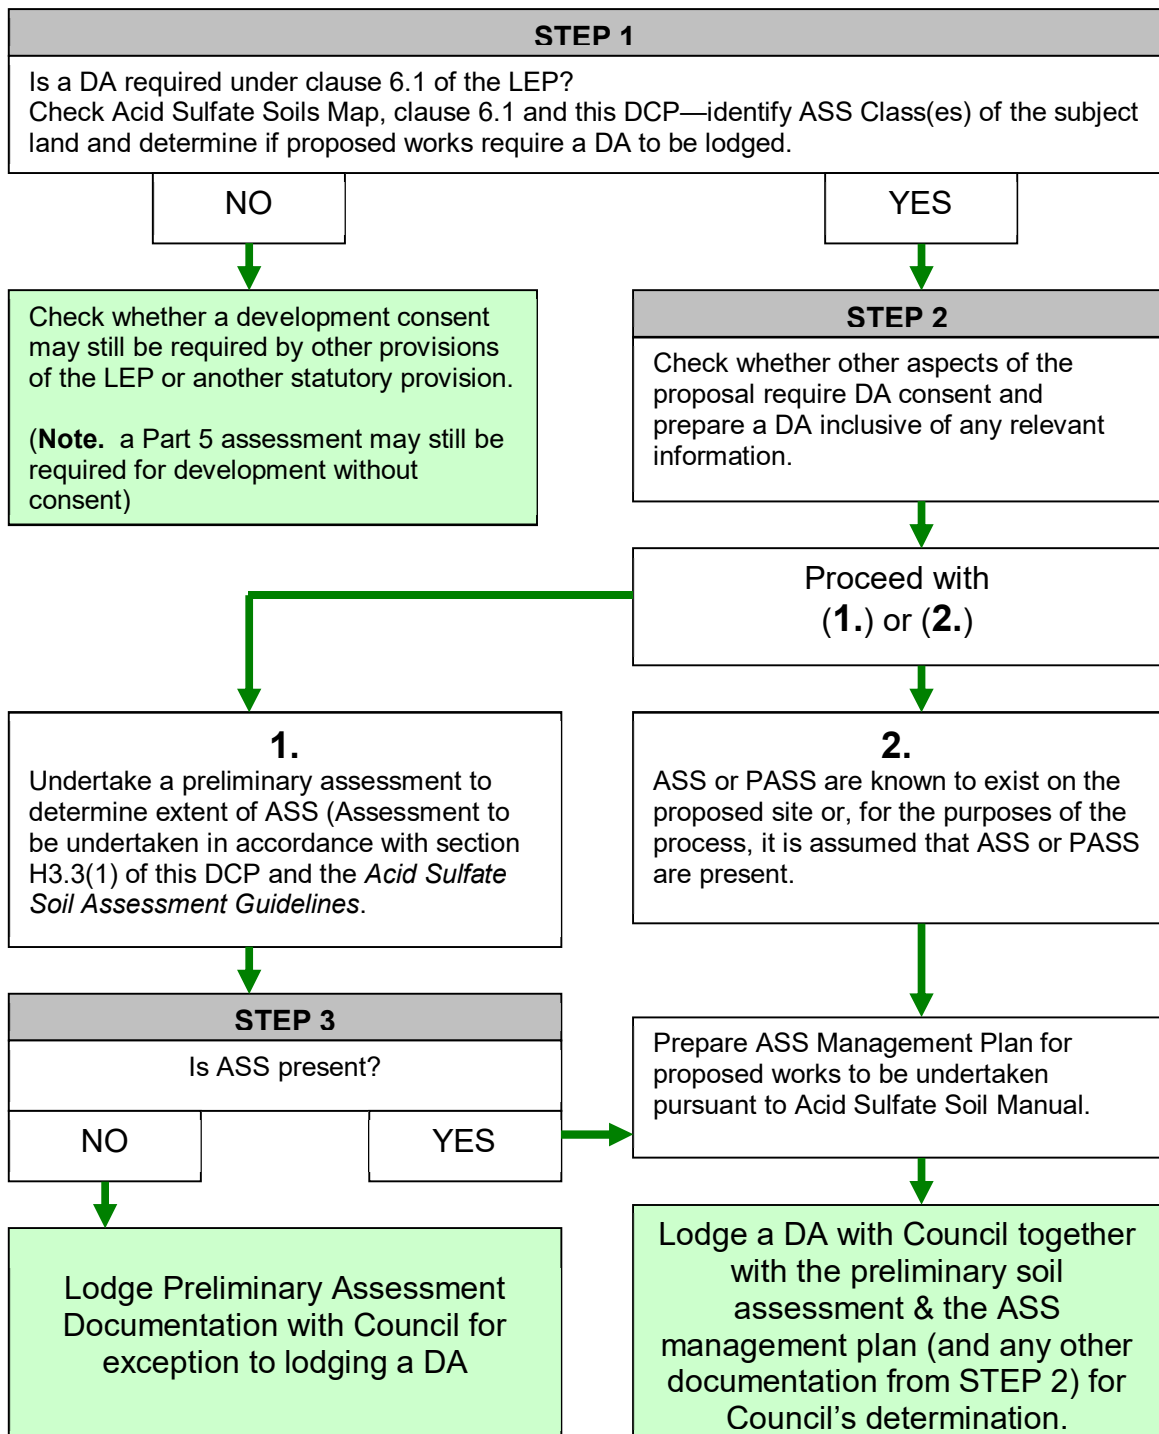 STEP 1
Is a DA required under clause 6.1 of the LEP?
Check Acid Sulfate Soils Map, clause 6.1 and this DCP—identify ASS Class(es) of the subject
land and determine if proposed works require a DA to be lodged.
NO
YES
Check whether a development consent
may still be required by other provisions
of the LEP or another statutory provision.
(Note.  a Part 5 assessment may still be
required for development without
consent)
STEP 2
Check whether other aspects of the
proposal require DA consent and
prepare a DA inclusive of any relevant
information.
Proceed with
(1.) or (2.)
1.
Undertake a preliminary assessment to
determine extent of ASS (Assessment to
be undertaken in accordance with section
H3.3(1) of this DCP and the Acid Sulfate
Soil Assessment Guidelines.
2.
ASS or PASS are known to exist on the
proposed site or, for the purposes of the
process, it is assumed that ASS or PASS
are present.
STEP 3
Is ASS present?
NO
YES
Prepare ASS Management Plan for
proposed works to be undertaken
pursuant to Acid Sulfate Soil Manual.
Lodge Preliminary Assessment
Documentation with Council for
exception to lodging a DA
Lodge a DA with Council together
with the preliminary soil
assessment & the ASS
management plan (and any other
documentation from STEP 2) for
Council’s determination.